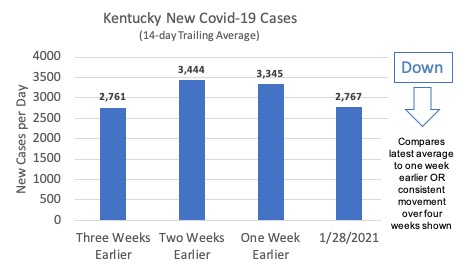 Kentucky New Covid-19 Cases
(14-day Trailing Average)
4000
3500
3000
2500
2000
1500
1000
500
0
New Cases per Day
2,761
3,444
3,345
2,767
Three Weeks
Earlier
Two Weeks
Earlier
One Week
Earlier
1/28/2021
Down
Compares
latest average
to one week
earlier OR
consistent
movement
over four
weeks shown